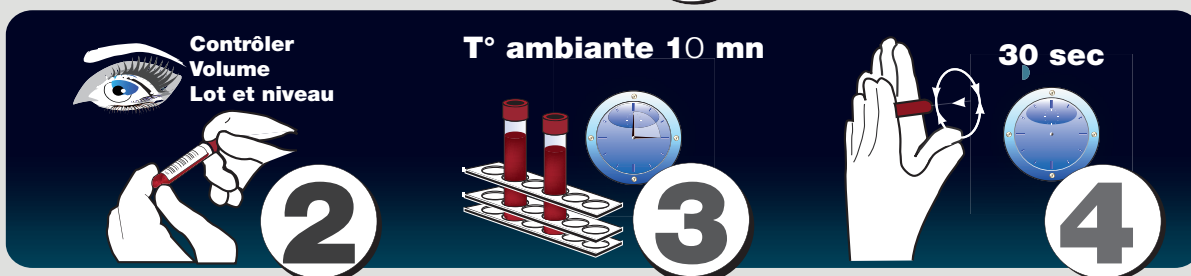 Contrôler
Volume
Lot et niveau
2
T° ambiante 10 mn
3
30 sec
4